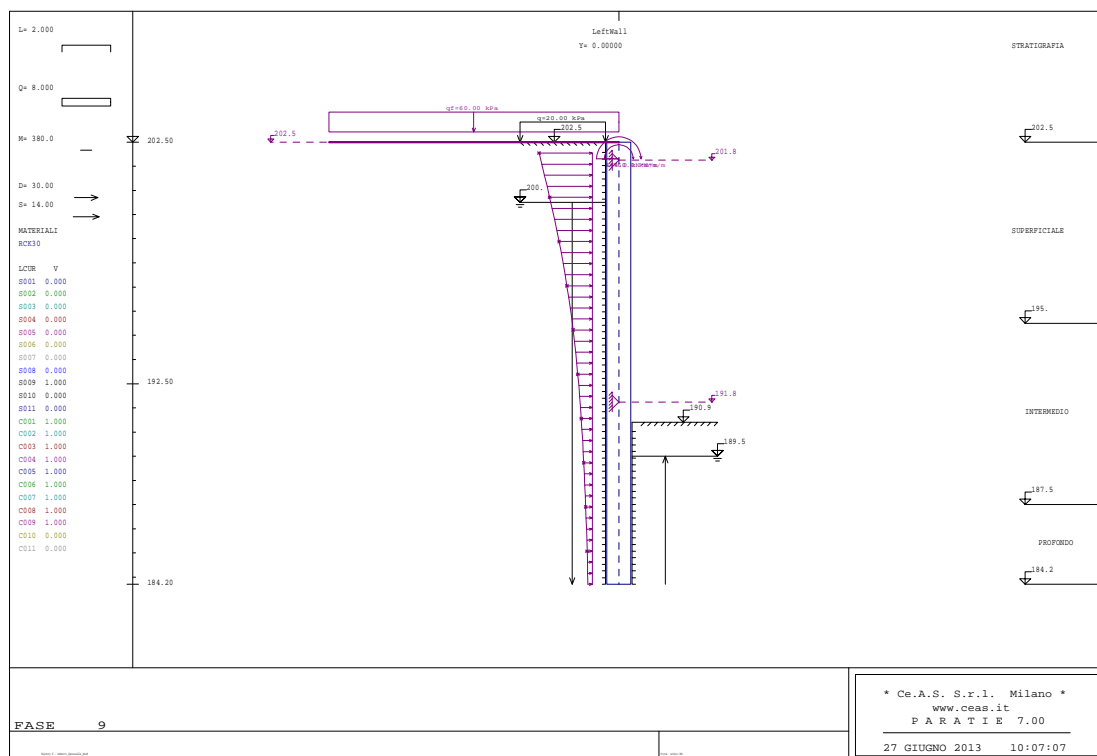 L= 2.000
Q= 8.000
M= 380.0
D= 30.00
S= 14.00
MATERIALI
RCK30
LCUR V
S001 0.000
S002 0.000
S003 0.000
S004 0.000
S005 0.000
S006 0.000
S007 0.000
S008 0.000
S009 1.000
S010 0.000
S011 0.000
C001 1.000
C002 1.000
C003 1.000
C004 1.000
C005 1.000
C006 1.000
C007 1.000
C008 1.000
C009 1.000
C010 0.000
C011 0.000
202.50
192.50
184.20
LeftWall
Y= 0.00000
qf=60.00 kPa
q=20.00 kPa
202.5
202.5
201.8
200.
191.8
190.9
189.5
STRATIGRAFIA
202.5
SUPERFICIALE
195.
INTERMEDIO
187.5
PROFONDO
184.2
FASE 9
* Ce.A.S. S.r.l. Milano *
www.ceas.it
P A R A T I E 7.00
27 GIUGNO 2013 10:07:07